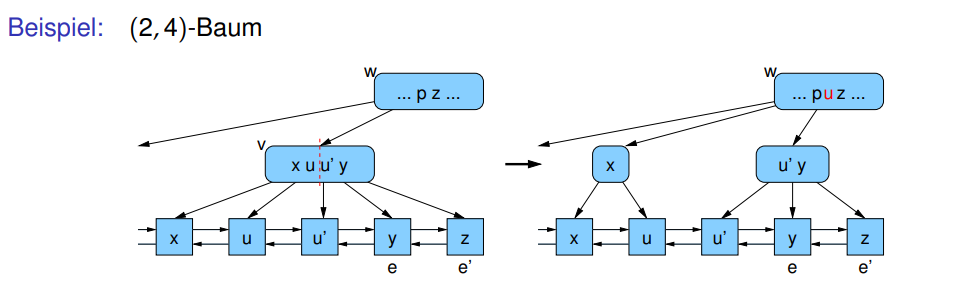 Beispiel: (2, 4)-Baum
w
... p z ...
v
x u u' y
x u u' y z
e e'
w
... p u z ...
x u' y
x u u' y z
e e'